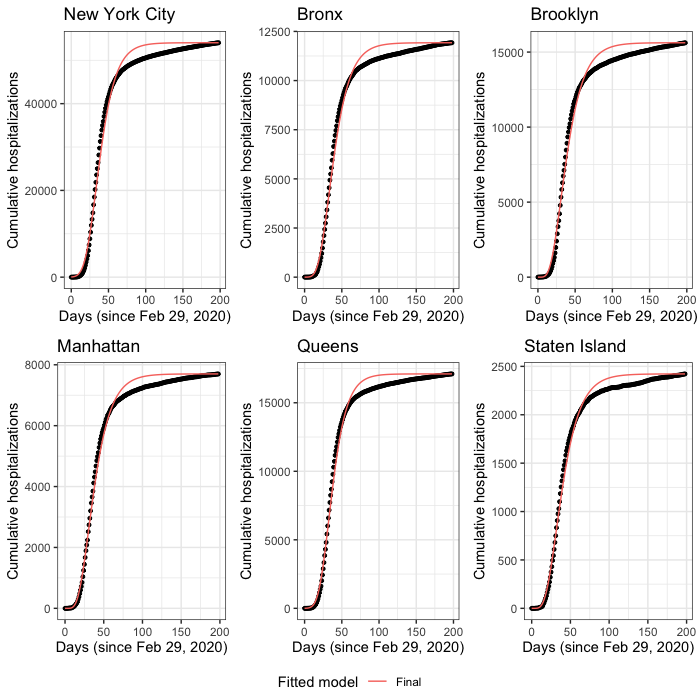 New York City
Bronx
Brooklyn
Cumulative hospitalizations
40000
20000
0
0 50 100 150 200
Days (since Feb 29, 2020)
Cumulative hospitalizations
12500
10000
7500
5000
2500
0
0 50 100 150 200
Days (since Feb 29, 2020)
Cumulative hospitalizations
15000
10000
5000
0
0 50 100 150 200
Days (since Feb 29, 2020)
Manhattan
Queens
Staten Island
Cumulative hospitalizations
8000
6000
4000
2000
0
0 50 100 150 200
Days (since Feb 29, 2020)
Cumulative hospitalizations
15000
10000
5000
0
0 50 100 150 200
Days (since Feb 29, 2020)
Cumulative hospitalizations
2500
2000
1500
1000
500
0
0 50 100 150 200
Days (since Feb 29, 2020)
Fitted model Final